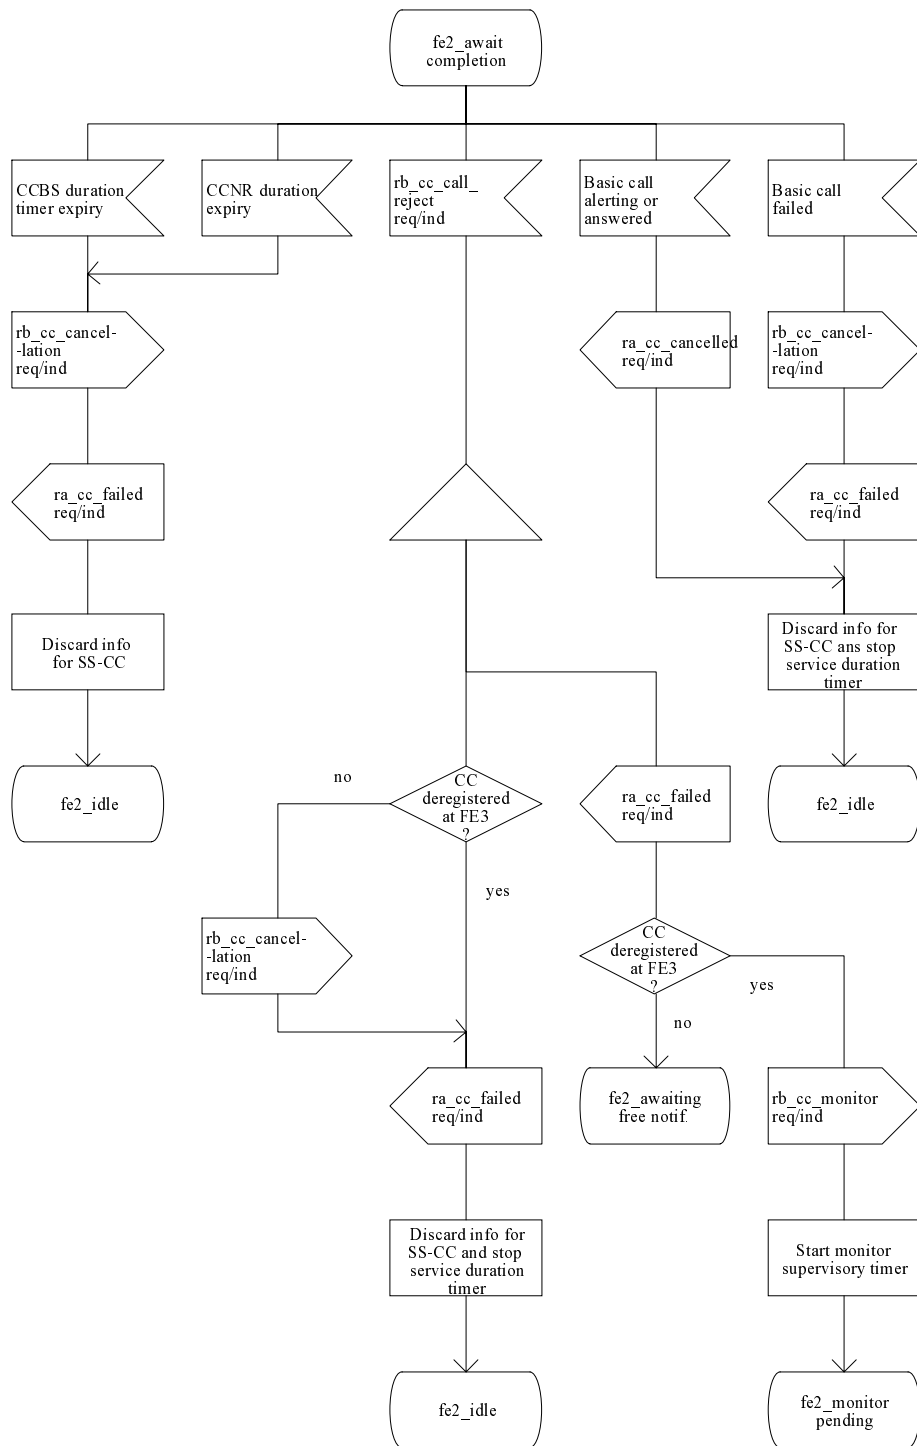 fe2_await
completion
CCBS duration
timer expiry
CCNR duration
expiry
rb_cc_call_
reject
req/ind
Basic call
alerting or
answered
Basic call
failed
rb_cc_cancel-
-lation
req/ind
ra_cc_cancelled
req/ind
rb_cc_cancel-
-lation
req/ind
ra_cc_failed
req/ind
ra_cc_failed
req/ind
Discard info
for SS-CC
Discard info for
SS-CC ans stop
service duration
timer
fe2_idle
no
CC
deregistered
at FE3
?
ra_cc_failed
req/ind
fe2_idle
yes
rb_cc_cancel-
-lation
req/ind
CC
deregistered
at FE3
?
yes
no
ra_cc_failed
req/ind
fe2_awaiting
free notif.
rb_cc_monitor
req/ind
Discard info for
SS-CC and stop
service duration
timer
Start monitor
supervisory timer
fe2_idle
fe2_monitor
pending